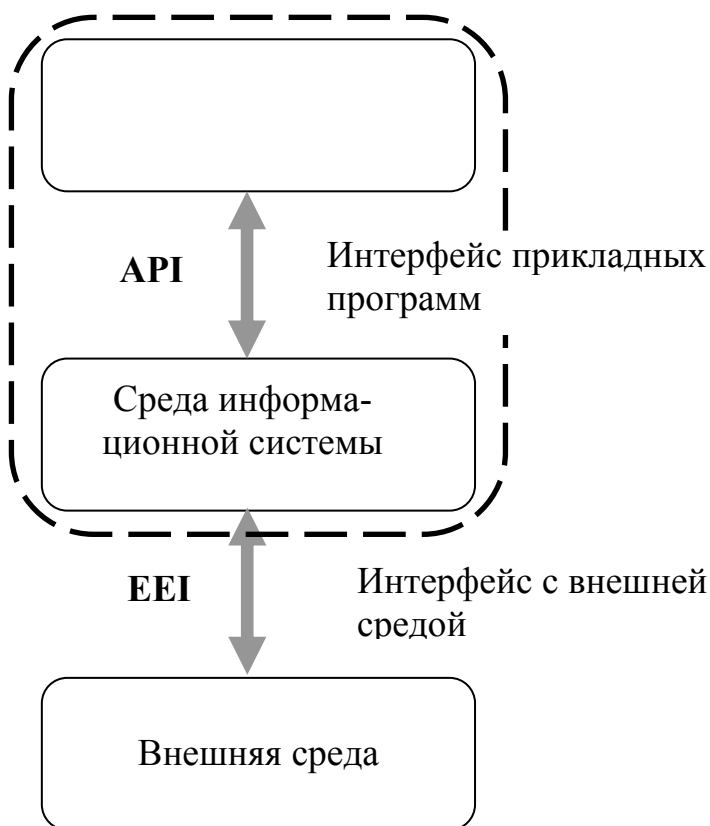 API
Интерфейс прикладных
программ
Среда информа-
ционной системы
EEI
Интерфейс с внешней
средой
Внешняя среда